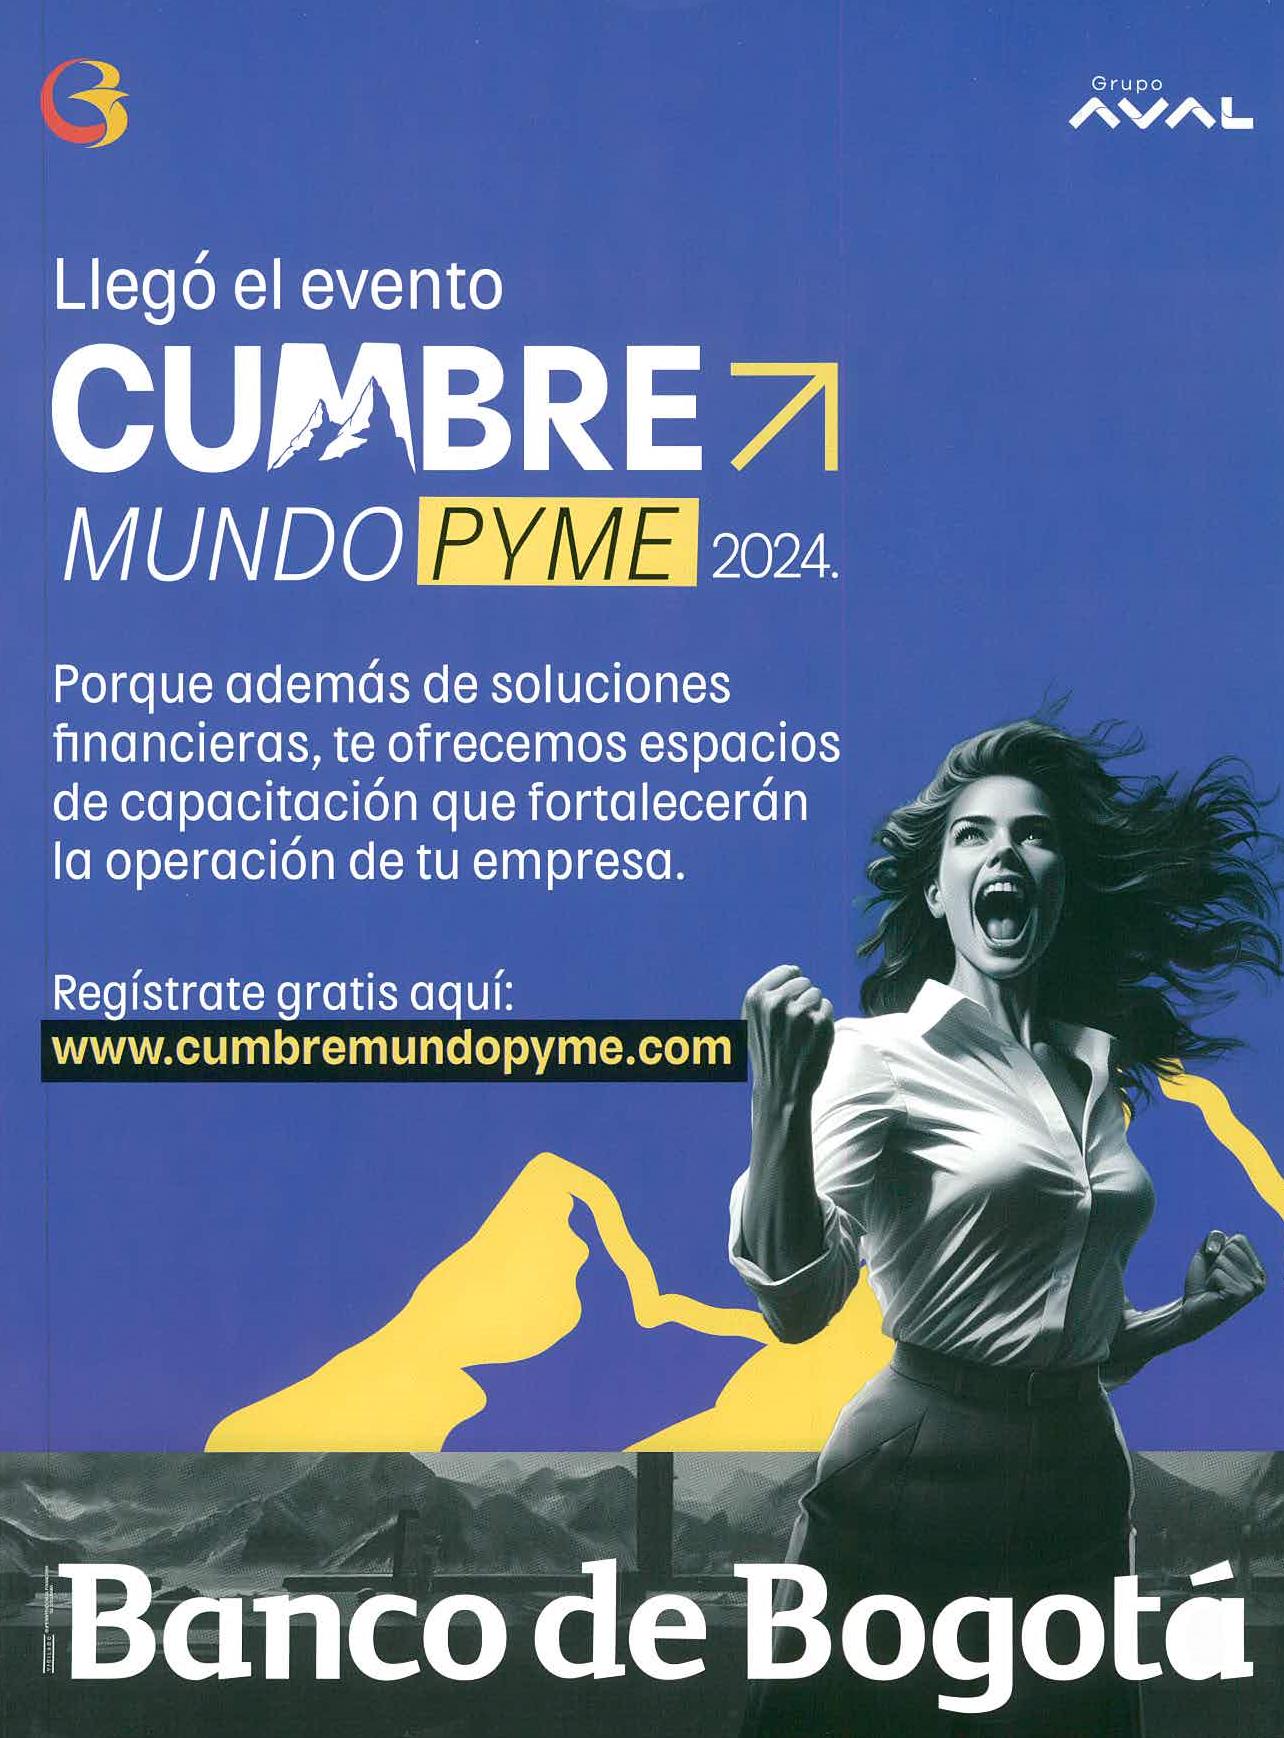 Grupo
AVAL
Llegó el evento
CUMBRE
MUNDO PYME 2024.
Porque además de soluciones
financieras, te ofrecemos espacios
de capacitación que fortalecerán
la operación de tu empresa.
Regístrate gratis aquí:
www.cumbremundopyme.com
Banco de Bogotá
VIGILADO